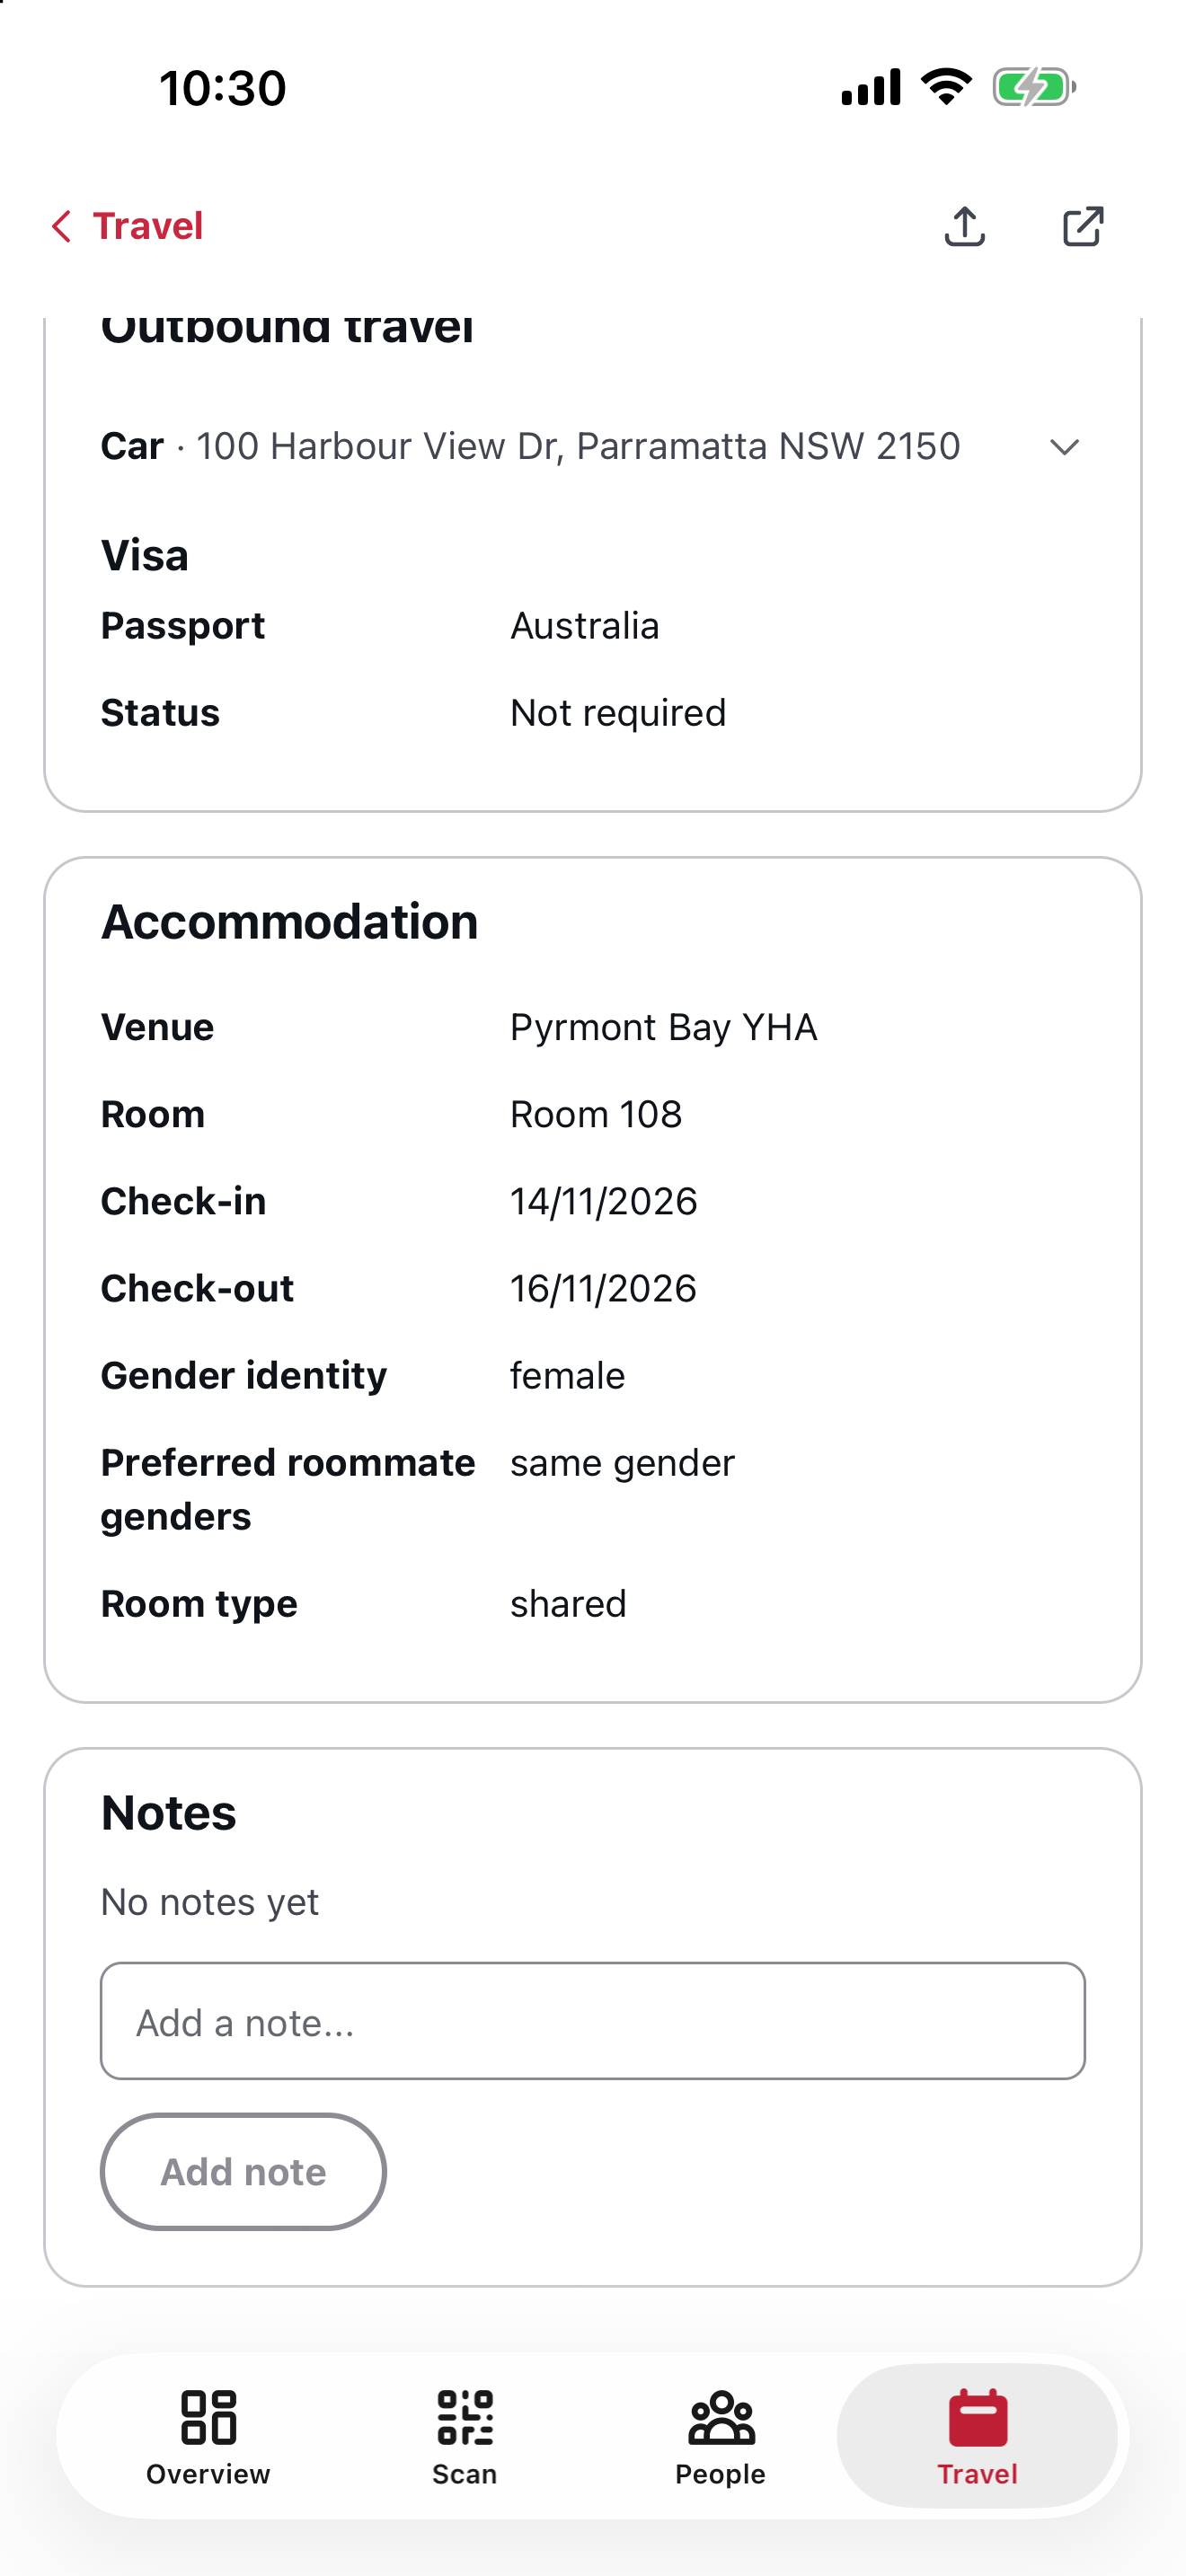 10:30
Travel
Outbound travel
Car · 100 Harbour View Dr, Parramatta NSW 2150
Visa
Passport Australia
Status Not required
Accommodation
Venue Pyrmont Bay YHA
Room Room 108
Check-in 14/11/2026
Check-out 16/11/2026
Gender identity female
Preferred roommate same gender
genders
Room type shared
Notes
No notes yet
Add a note...
Add note
Overview Scan People Travel